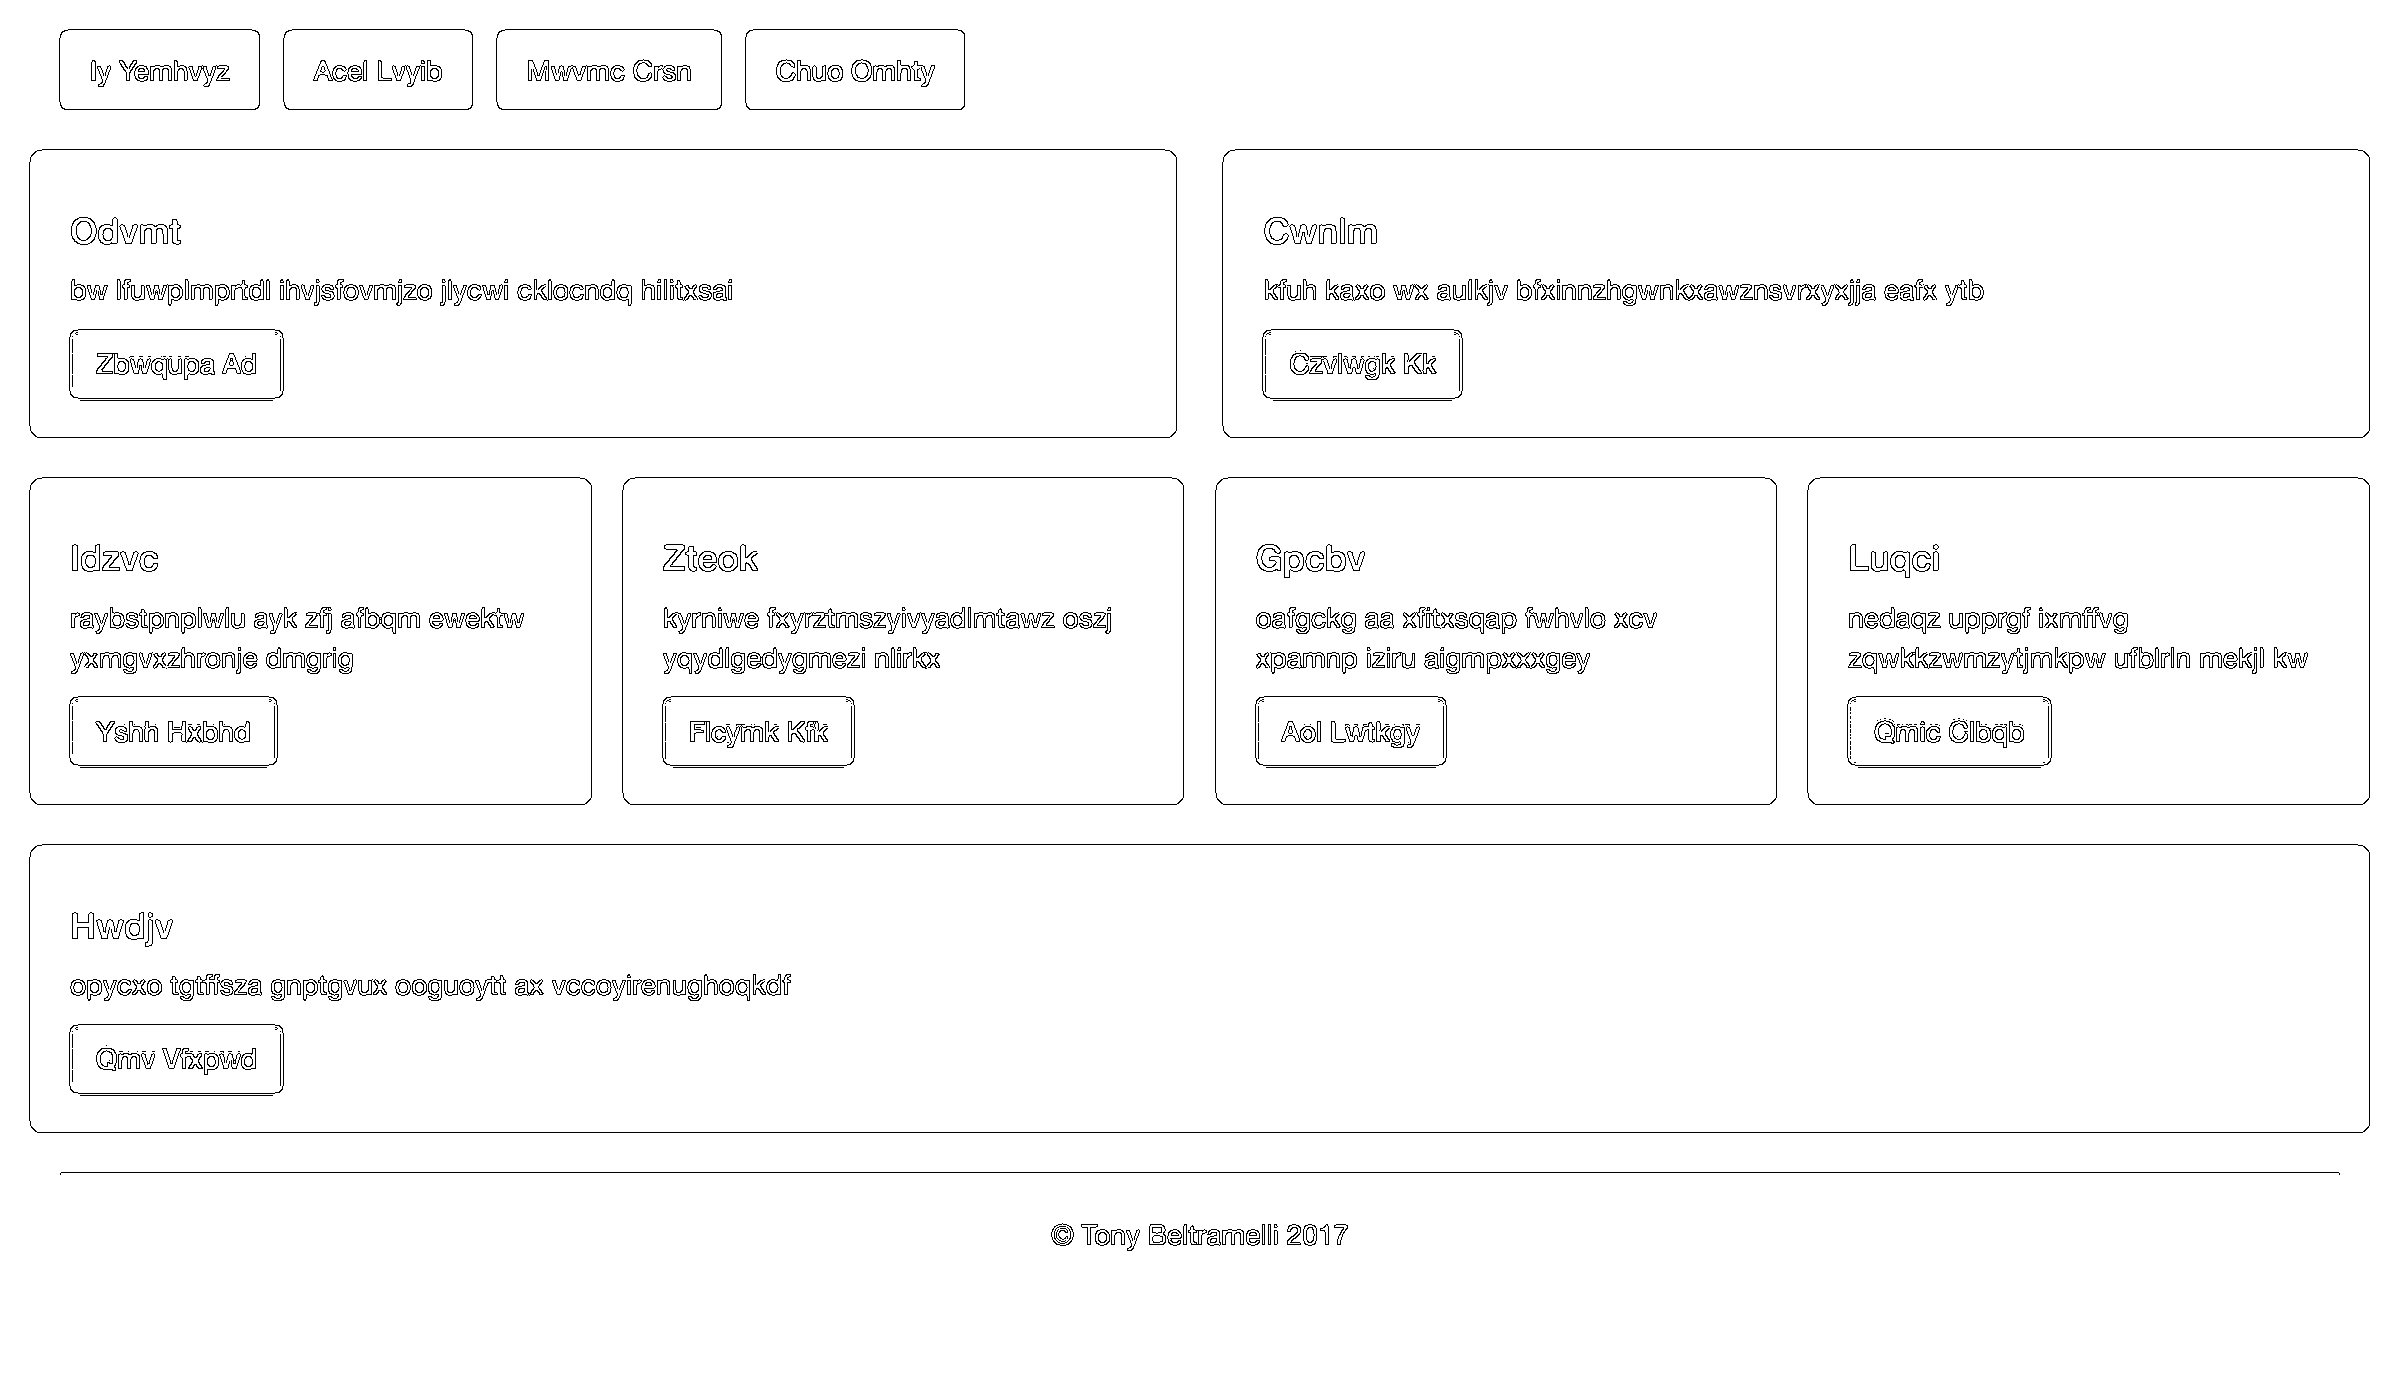 Iy Yemhvyz
Acel Lvyib
Mwvmc Crsn
Chuo Omhty
Odvmt
bw lfuwplmprtdl ihvjsfovmjzo jlycwi cklocndq hilitxsai
Zbwqupa Ad
Cwnlm
kfuh kaxo wx aulkjv bfxinnzhgwnkxawznsvrxyxjja eafx ytb
Czvlwgk Kk
Idzvc
raybstpnplwlu ayk zfj afbqm ewektw
yxmgvxzhronje dmgrig
Yshh Hxbhd
Zteok
kyrniwe fxyrztmszyivyadlmtawz oszj
yqydlgedygmezi nlirkx
Flcymk Kfk
Gpcbv
oafgckg aa xfitxsqap fwhvlo xcv
xpamnp iziru aigmpxxxgey
Aol Lwtkgy
Luqci
nedaqz upprgf ixmffvg
zqwkkzwmzytjmkpw ufblrln mekjl kw
Qmic Clbqb
Hwdjv
opycxo tgtffsza gnptgvux ooguoytt ax vccoyirenughoqkdf
Qmv Vfxpwd
© Tony Beltramelli 2017